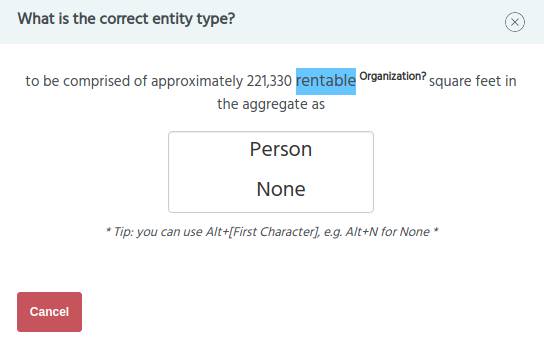 What is the correct entity type?
to be comprised of approximately 221,330 rentable Organization? square feet in
the aggregate as
Person
None
* Tip: you can use Alt+[First Character], e.g. Alt+N for None *
Cancel